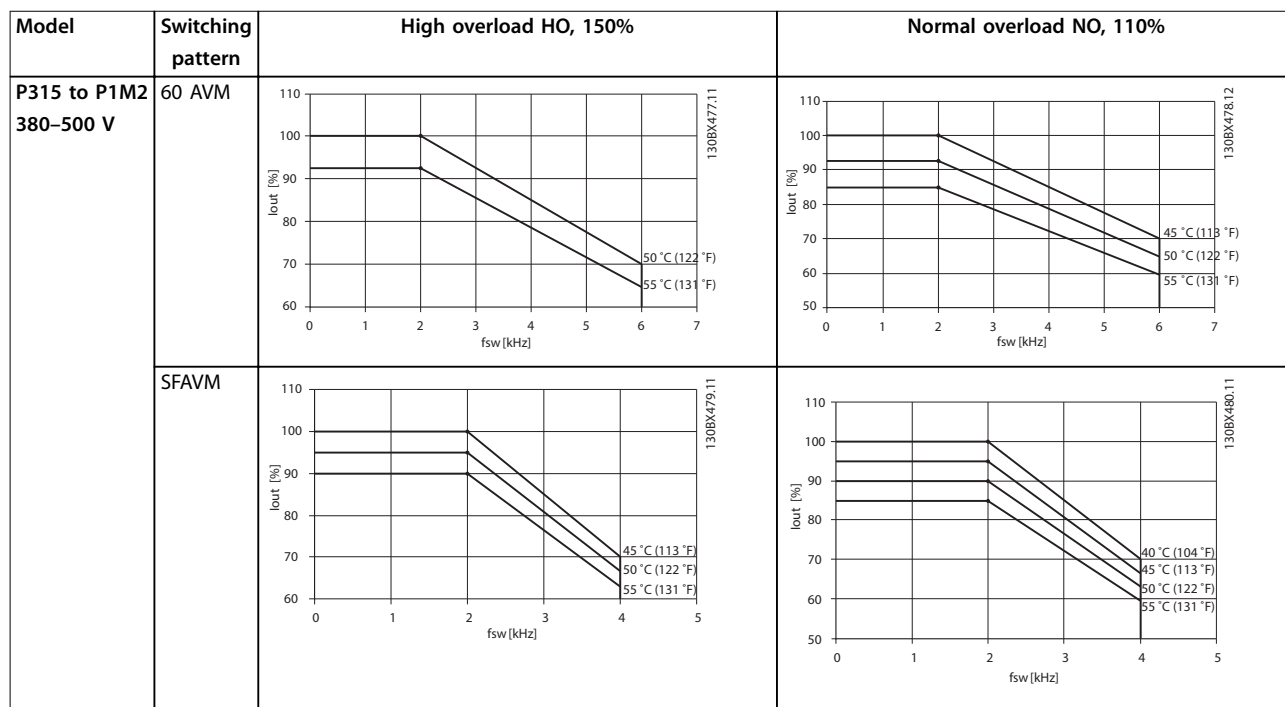 Model
Switching
pattern
High overload HO, 150%
Normal overload NO, 110%
P315 to P1M2
380–500 V
60 AVM
110
100
90
80
70
60
Iout [%]
0 1 2 3 4 5 6 7
fsw [kHz]
50 ˚C (122 ˚F)
55 ˚C (131 ˚F)
130BX477.11
110
100
90
80
70
60
50
Iout [%]
0 1 2 3 4 5 6 7
fsw [kHz]
45 ˚C (113 ˚F)
50 ˚C (122 ˚F)
55 ˚C (131 ˚F)
130BX478.12
SFAVM
110
100
90
80
70
60
Iout [%]
0 1 2 3 4 5
fsw [kHz]
45 ˚C (113 ˚F)
50 ˚C (122 ˚F)
55 ˚C (131 ˚F)
130BX479.11
110
100
90
80
70
60
50
Iout [%]
0 1 2 3 4 5
fsw [kHz]
40 ˚C (104 ˚F)
45 ˚C (113 ˚F)
50 ˚C (122 ˚F)
55 ˚C (131 ˚F)
130BX480.11